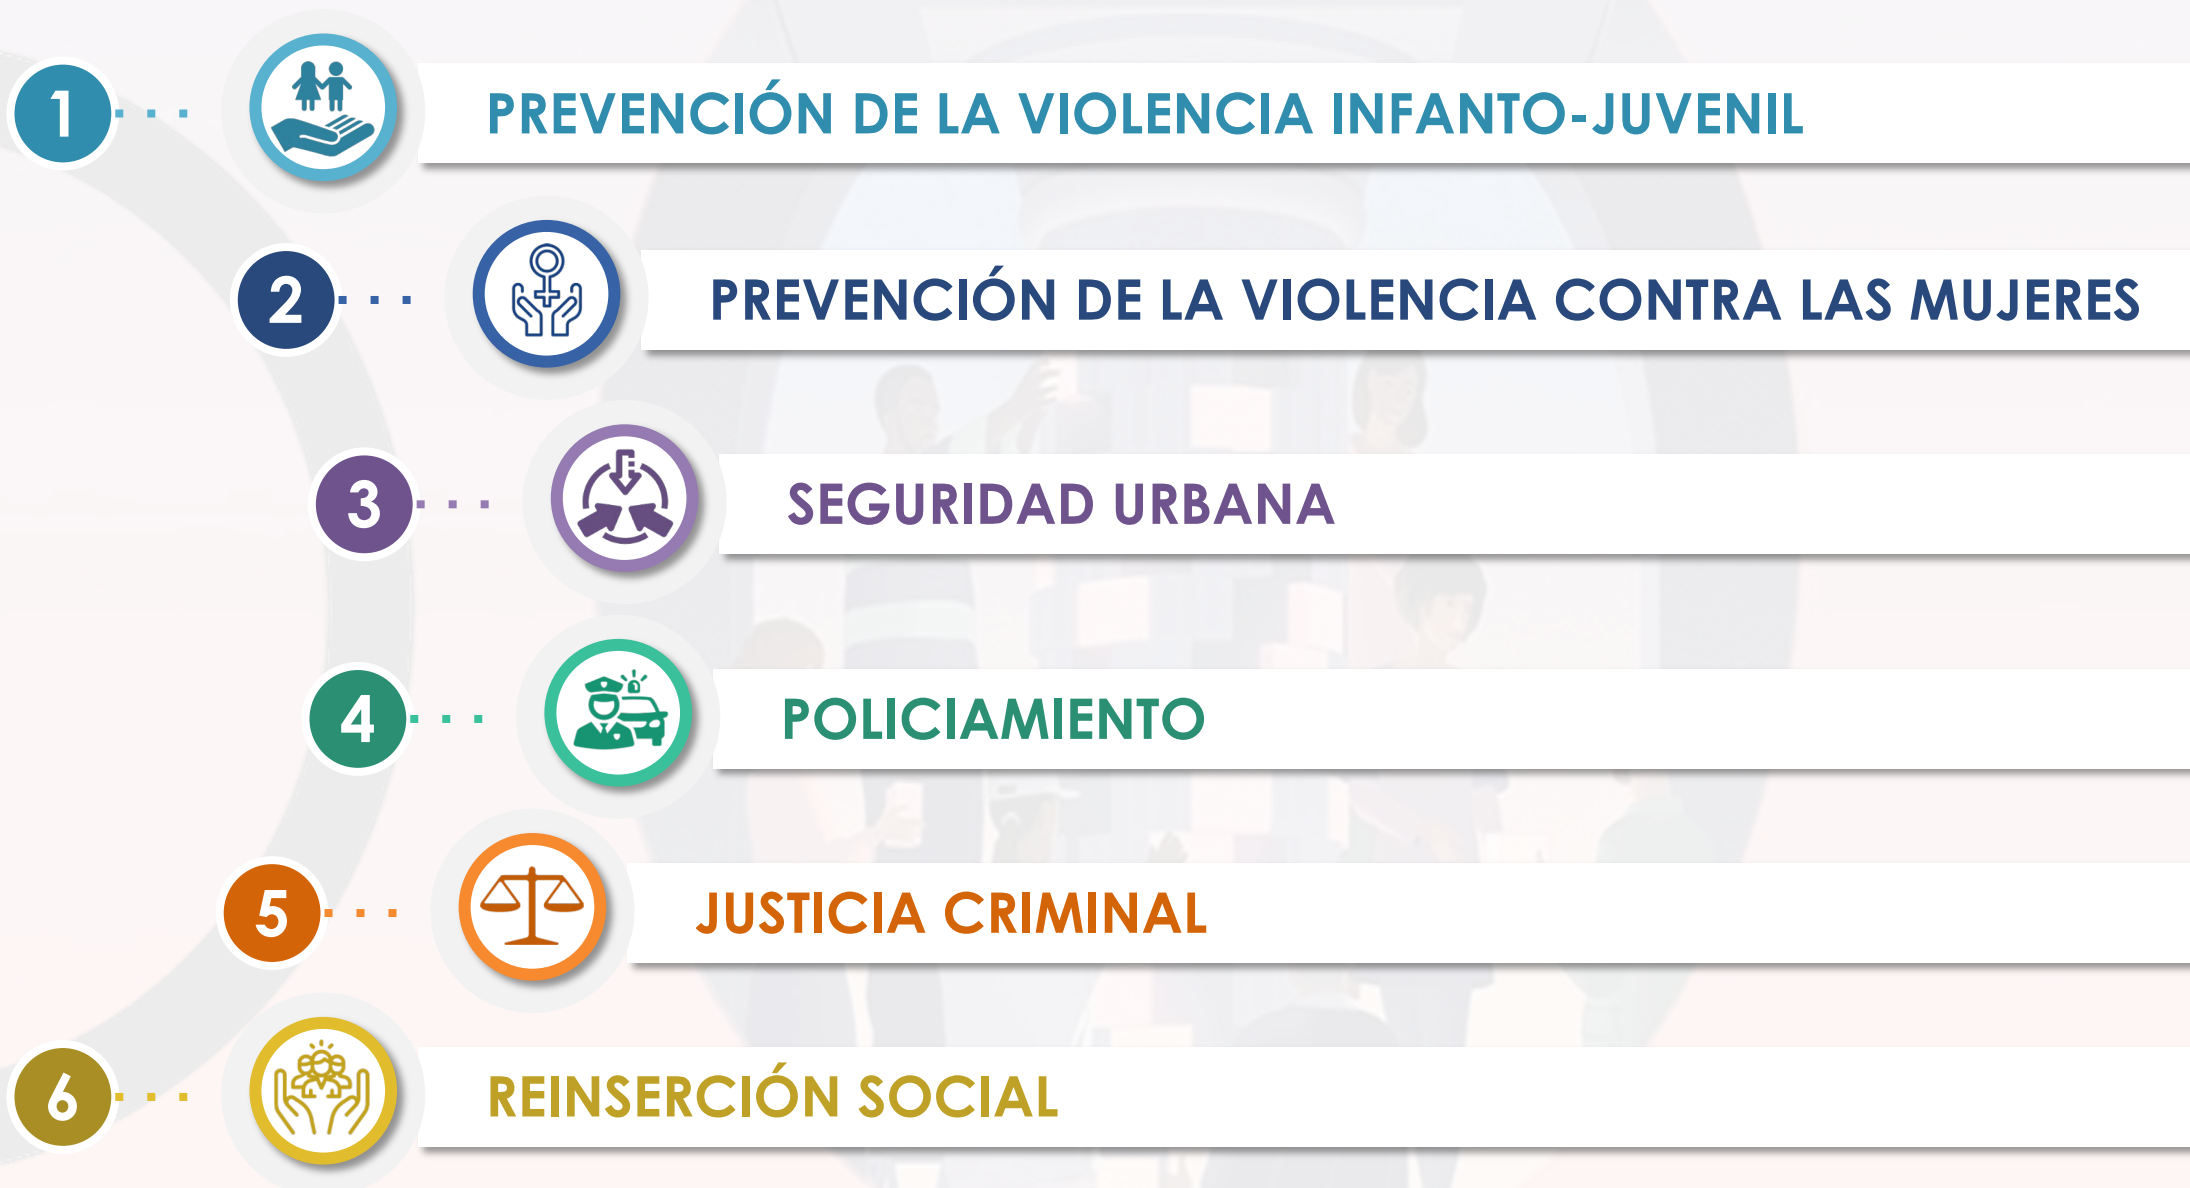 1 PREVENCIÓN DE LA VIOLENCIA INFANTO-JUVENIL
2 PREVENCIÓN DE LA VIOLENCIA CONTRA LAS MUJERES
3 SEGURIDAD URBANA
4 POLICIAMIENTO
5 JUSTICIA CRIMINAL
6 REINSERCIÓN SOCIAL